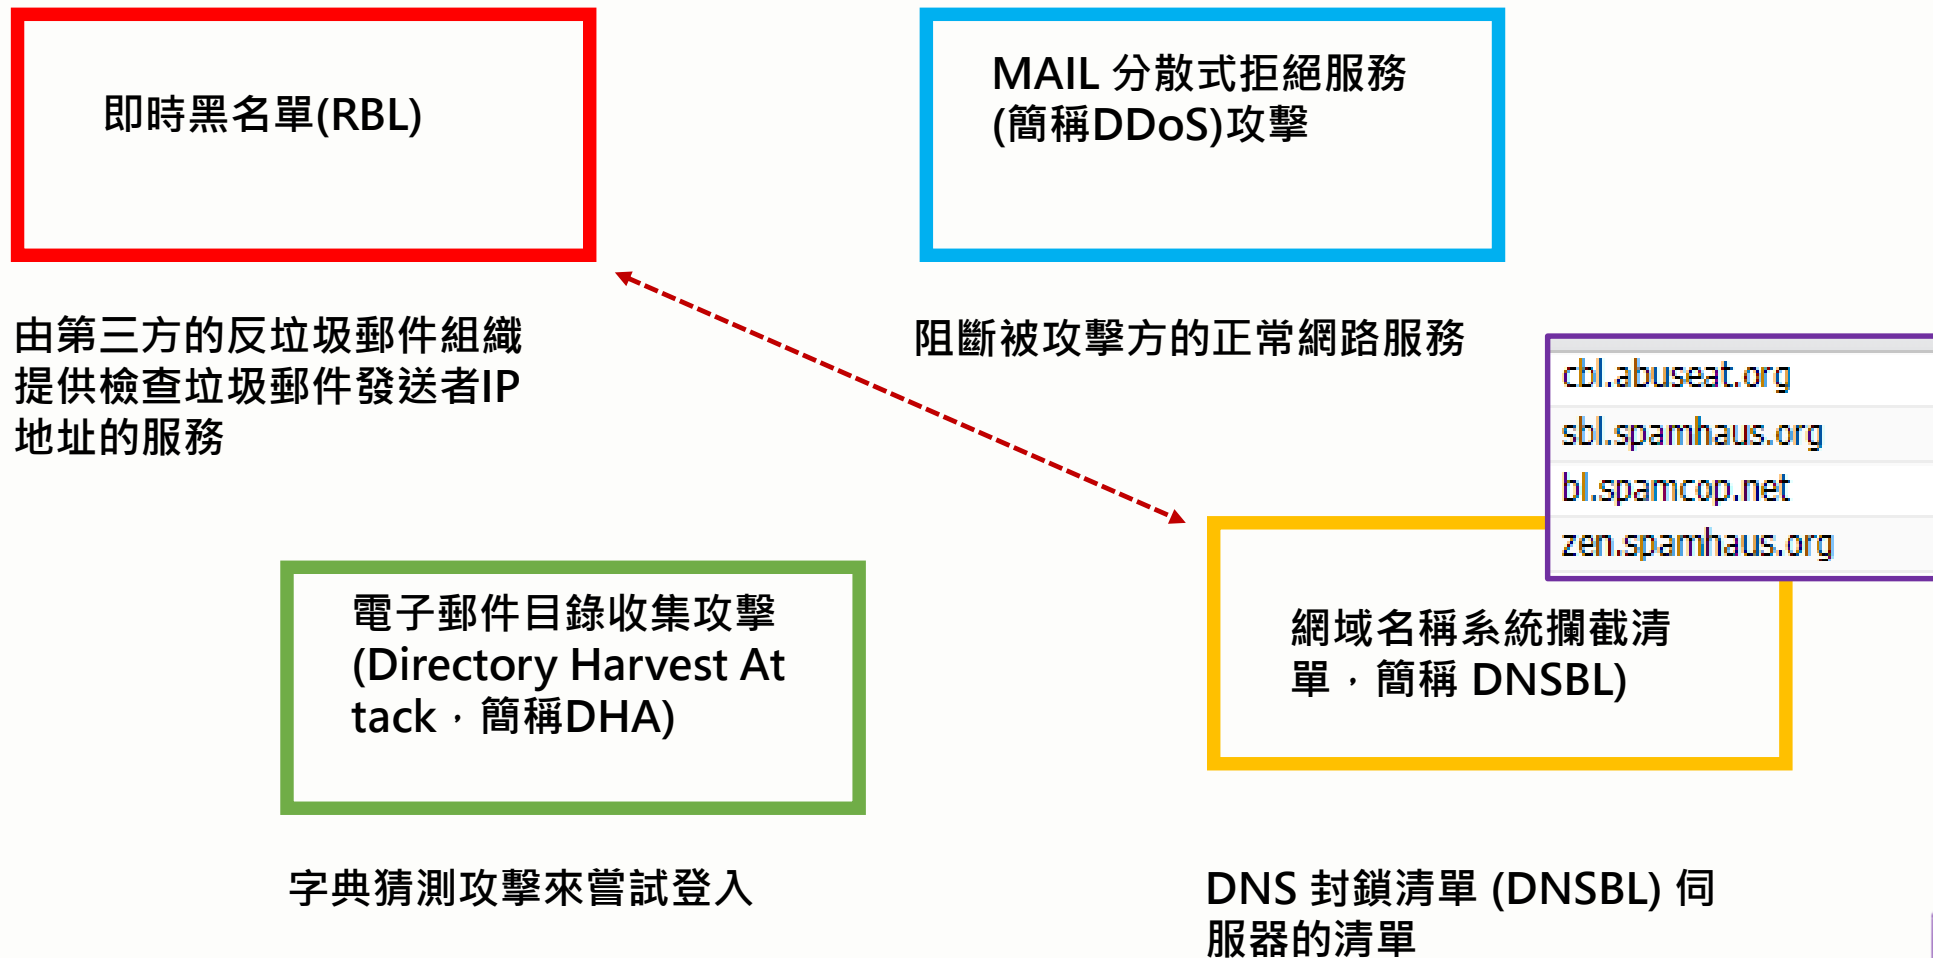 即時黑名單(RBL)
由第三方的反垃圾郵件組織
提供檢查垃圾郵件發送者IP
地址的服務
MAIL 分散式拒絕服務
(簡稱DDoS)攻擊
阻斷被攻擊方的正常網路服務
cbl.abuseat.org
sbl.spamhaus.org
bl.spamcop.net
zen.spamhaus.org
電子郵件目錄收集攻擊
(Directory Harvest At
tack，簡稱DHA)
字典猜測攻擊來嘗試登入
網域名稱系統攔截清
單，簡稱 DNSBL)
DNS 封鎖清單 (DNSBL) 伺
服器的清單